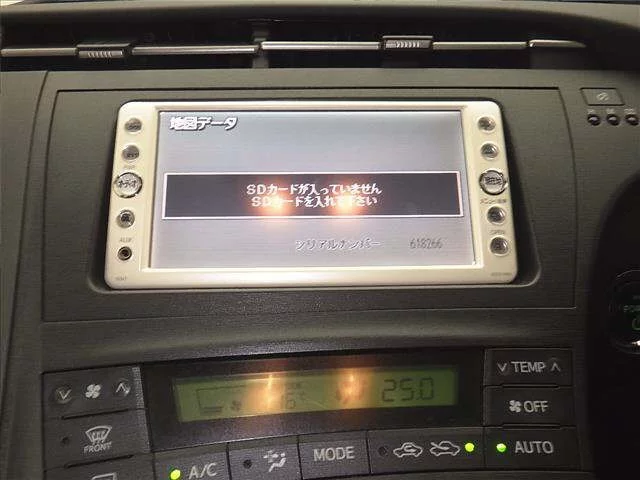 地図データ
SDカードが入っていません
SDカードを入れて下さい
シリアルナンバー 618266
AUX
OPEN
25.0
TEMP
OFF
FRONT
A/C
MODE
AUTO